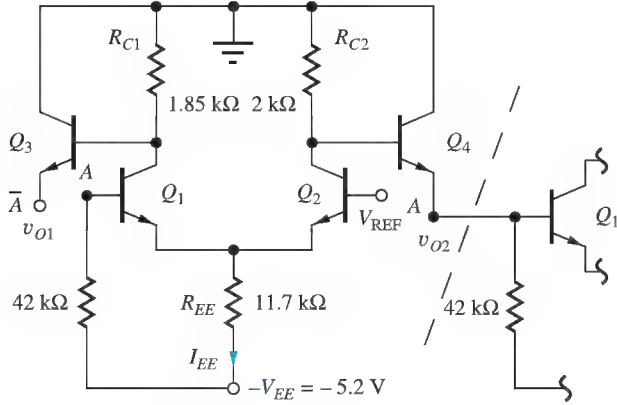 R_C1
R_C2
1.85 kΩ
2 kΩ
Q_3
Q_4
A
Q_1
Q_2
A̅
v_O1
V_REF
A
v_O2
Q_1
42 kΩ
R_EE
11.7 kΩ
42 kΩ
I_EE
–V_EE = – 5.2 V